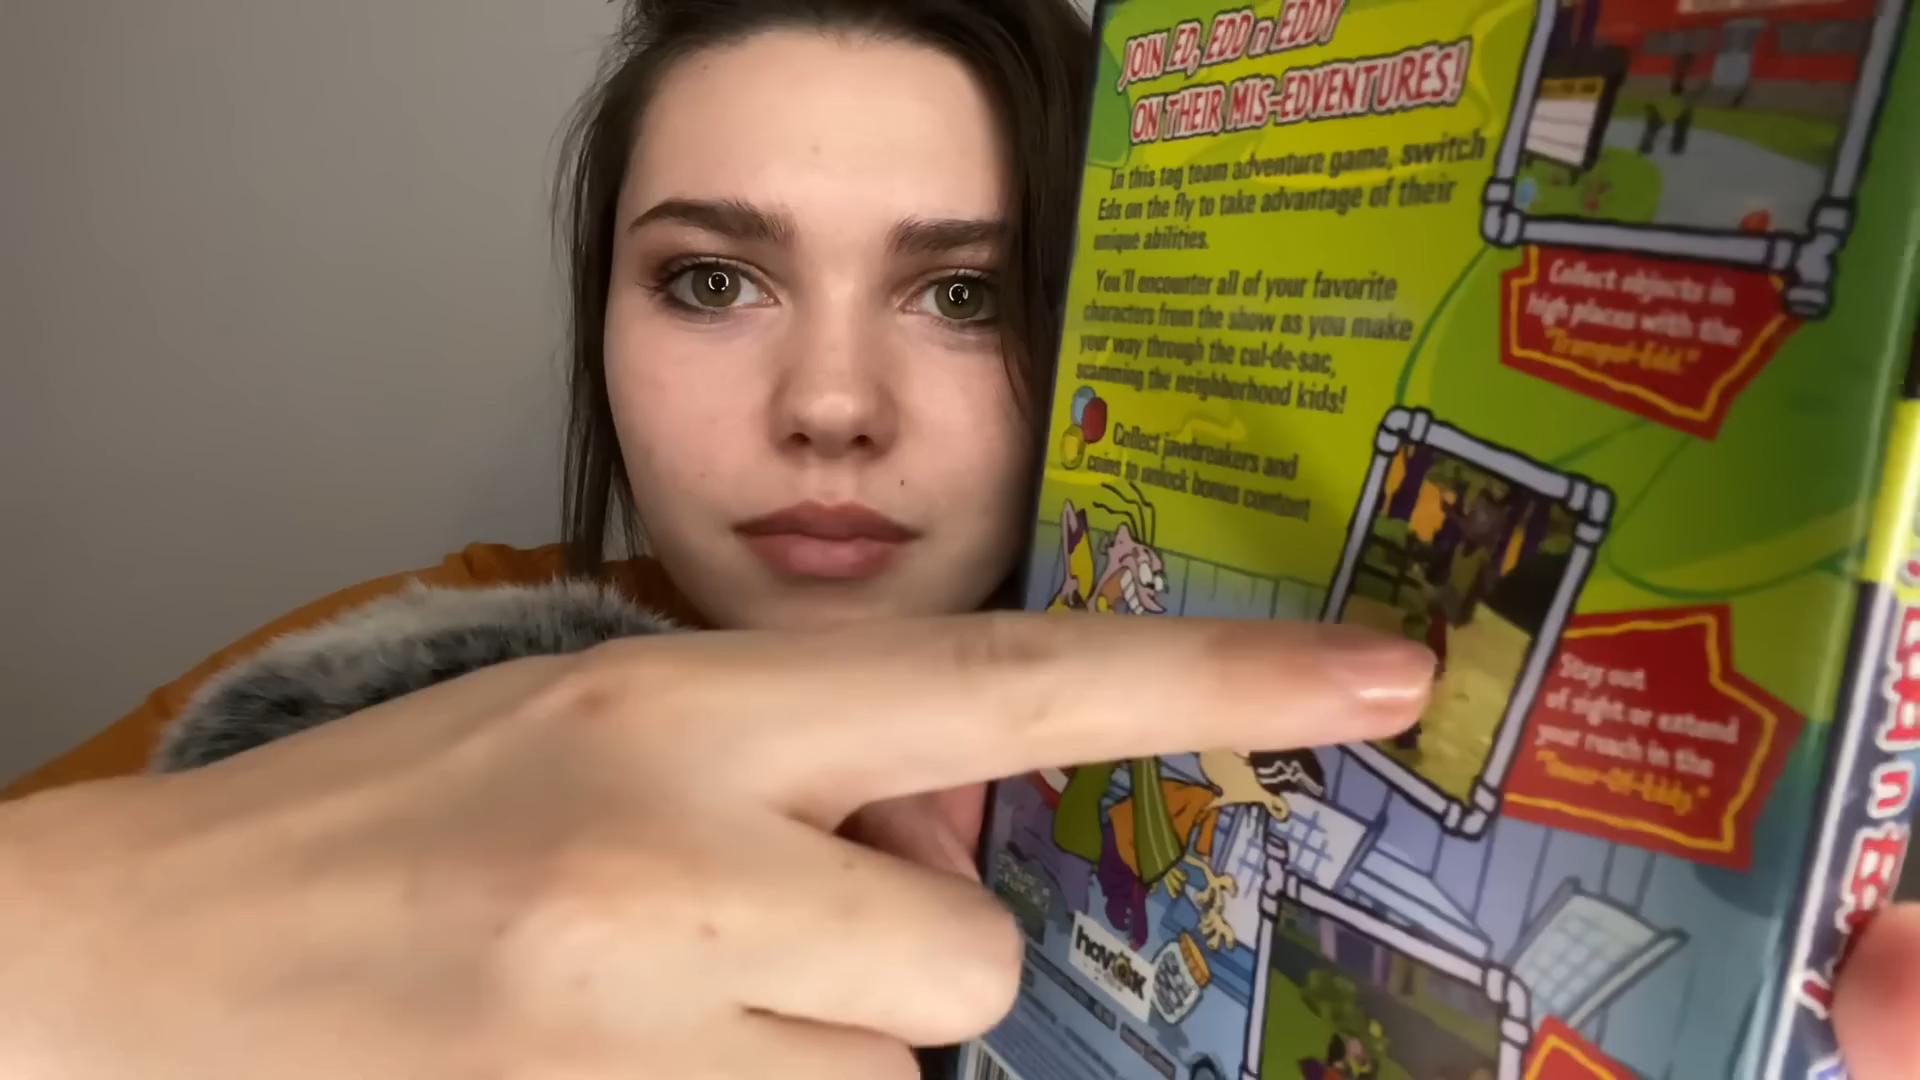 JOIN ED, EDD n EDDY
ON THEIR MIS-EDVENTURES!
In this tag team adventure game, switch
Eds on the fly to take advantage of their
unique abilities.
You'll encounter all of your favorite
characters from the show as you make
your way through the cul-de-sac,
scamming the neighborhood kids!
Collect jawbreakers and
coins to unlock bonus content
Collect objects in
high places with the
"Trampol-Edd."
Stay out
of sight or extend
your reach in the
"Tower-Of-Eddy"
havok